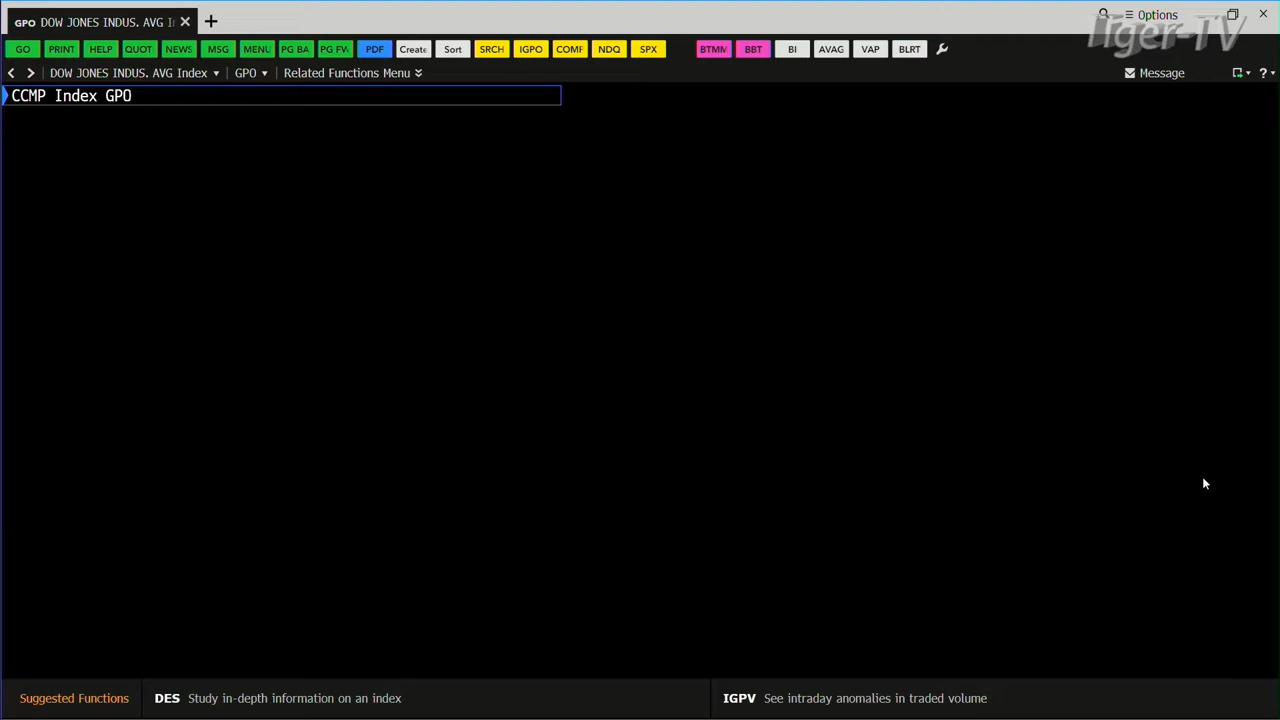 GPO DOW JONES INDUS. AVG I
Options
Tiger-TV
GO PRINT HELP QUOT NEWS MSG MENU PG BA PG FW PDF Create Sort SRCH IGPO COMP NDQ SPX BTMM BBT BI AVAG VAP BLRT
DOW JONES INDUS. AVG Index GPO Related Functions Menu Message ?
CCMP Index GPO
Suggested Functions DES Study in-depth information on an index IGPV See intraday anomalies in traded volume